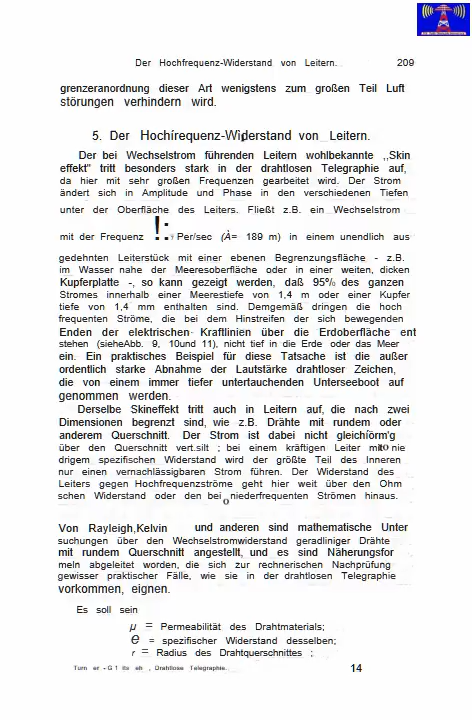 Der Hochfrequenz-Widerstand von Leitern. 209
grenzeranordnung dieser Art wenigstens zum großen Teil Luft
störungen verhindern wird.
5. Der Hochírequenz-Widerstand von Leitern.
Der bei Wechselstrom führenden Leitern wohlbekannte ,,Skin
effekt" tritt besonders stark in der drahtlosen Telegraphie auf,
da hier mit sehr großen Frequenzen gearbeitet wird. Der Strom
ändert sich in Amplitude und Phase in den verschiedenen Tiefen
unter der Oberfläche des Leiters. Fließt z.B. ein Wechselstrom
mit der Frequenz !: Per/sec (À= 189 m) in einem unendlich aus
gedehnten Leiterstück mit einer ebenen Begrenzungsfläche - z.B.
im Wasser nahe der Meeresoberfläche oder in einer weiten, dicken
Kupferplatte -, so kann gezeigt werden, daß 95% des ganzen
Stromes innerhalb einer Meerestiefe von 1,4 m oder einer Kupfer
tiefe von 1,4 mm enthalten sind. Demgemäß dringen die hoch
frequenten Ströme, die bei dem Hinstreifen der sich bewegenden
Enden der elektrischen Kraftlinien über die Erdoberfläche ent
stehen (sieheAbb. 9, 10und 11), nicht tief in die Erde oder das Meer
ein. Ein praktisches Beispiel für diese Tatsache ist die außer
ordentlich starke Abnahme der Lautstärke drahtloser Zeichen,
die von einem immer tiefer untertauchenden Unterseeboot auf
genommen werden.
Derselbe Skineffekt tritt auch in Leitern auf, die nach zwei
Dimensionen begrenzt sind, wie z.B. Drähte mit rundem oder
anderem Querschnitt. Der Strom ist dabei nicht gleichíörm'g
über den Querschnitt vert.silt ; bei einem kräftigen Leiter mit nie
drigem spezifischen Widerstand wird der größte Teil des Inneren
nur einen vernachlässigbaren Strom führen. Der Widerstand des
Leiters gegen Hochfrequenzströme geht hier weit über den Ohm
schen Widerstand oder den bei niederfrequenten Strömen hinaus.
Von Rayleigh,Kelvin und anderen sind mathematische Unter
suchungen über den Wechselstromwiderstand geradliniger Drähte
mit rundem Querschnitt angestellt, und es sind Näherungsfor
meln abgeleitet worden, die sich zur rechnerischen Nachprüfung
gewisser praktischer Fälle, wie sie in der drahtlosen Telegraphie
vorkommen, eignen.
Es soll sein
μ = Permeabilität des Drahtmaterials;
e = spezifischer Widerstand desselben;
r = Radius des Drahtquerschnittes ;
Turn er - G , Drahtlose Telegraphie. 14